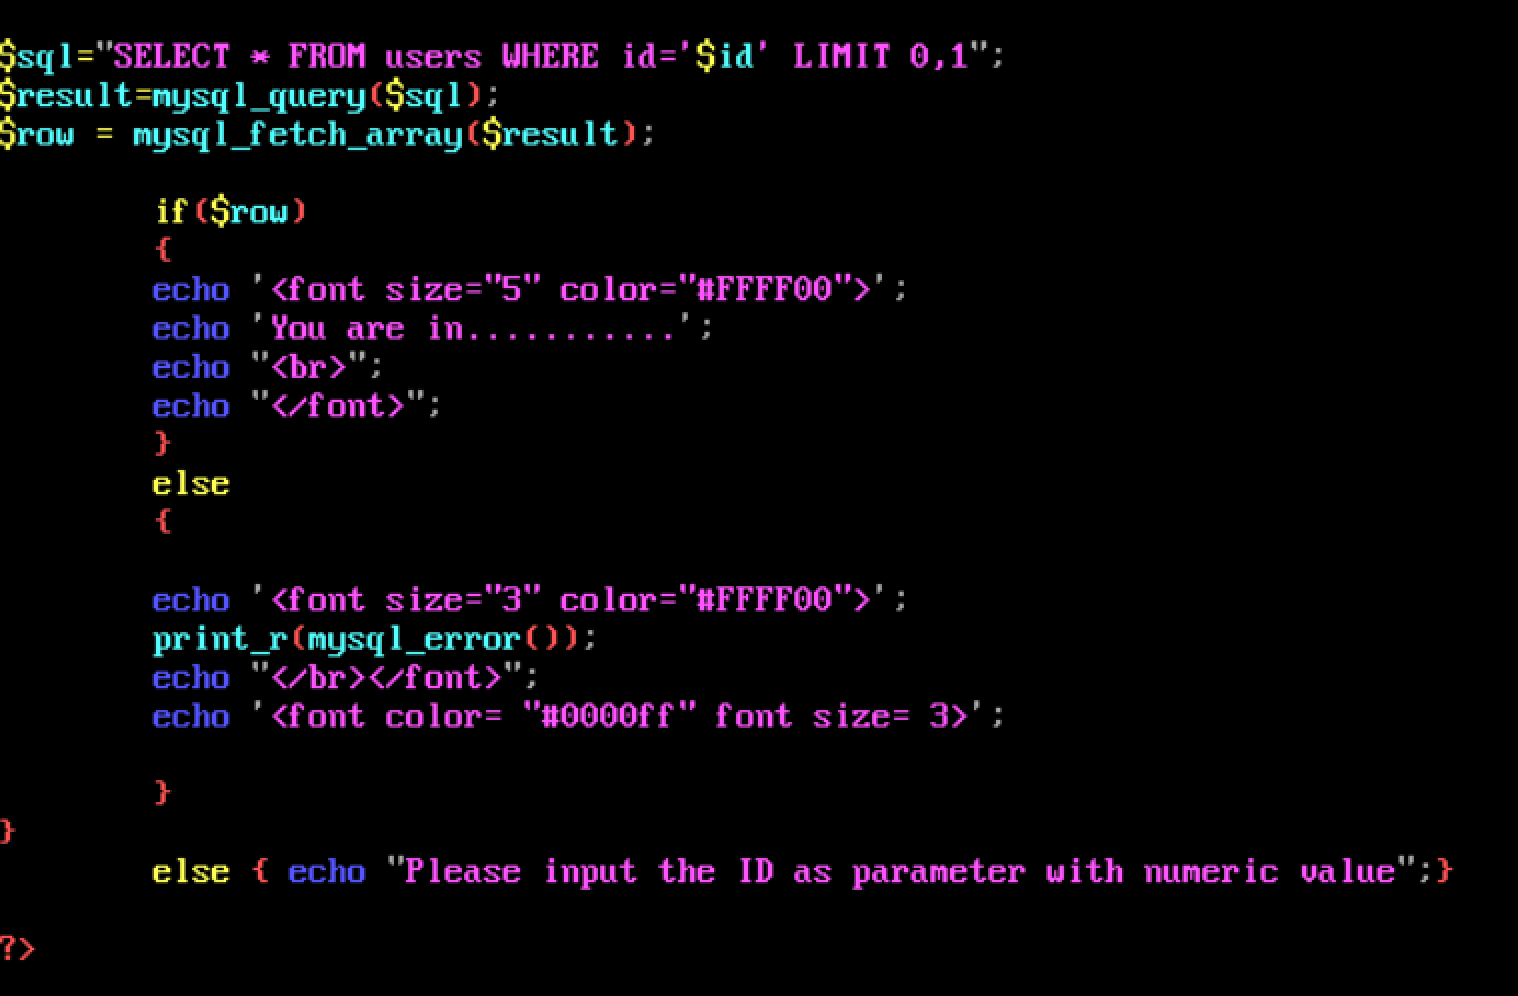 $sql="SELECT * FROM users WHERE id='$id' LIMIT 0,1";
$result=mysql_query($sql);
$row = mysql_fetch_array($result);
if($row)
{
echo '<font size="5" color="#FFFF00">';
echo 'You are in...........';
echo "<br>";
echo "</font>";
}
else
{
echo '<font size="3" color="#FFFF00">';
print_r(mysql_error());
echo "</br></font>";
echo '<font color= "#0000ff" font size= 3>';
}
}
else { echo "Please input the ID as parameter with numeric value";}
?>